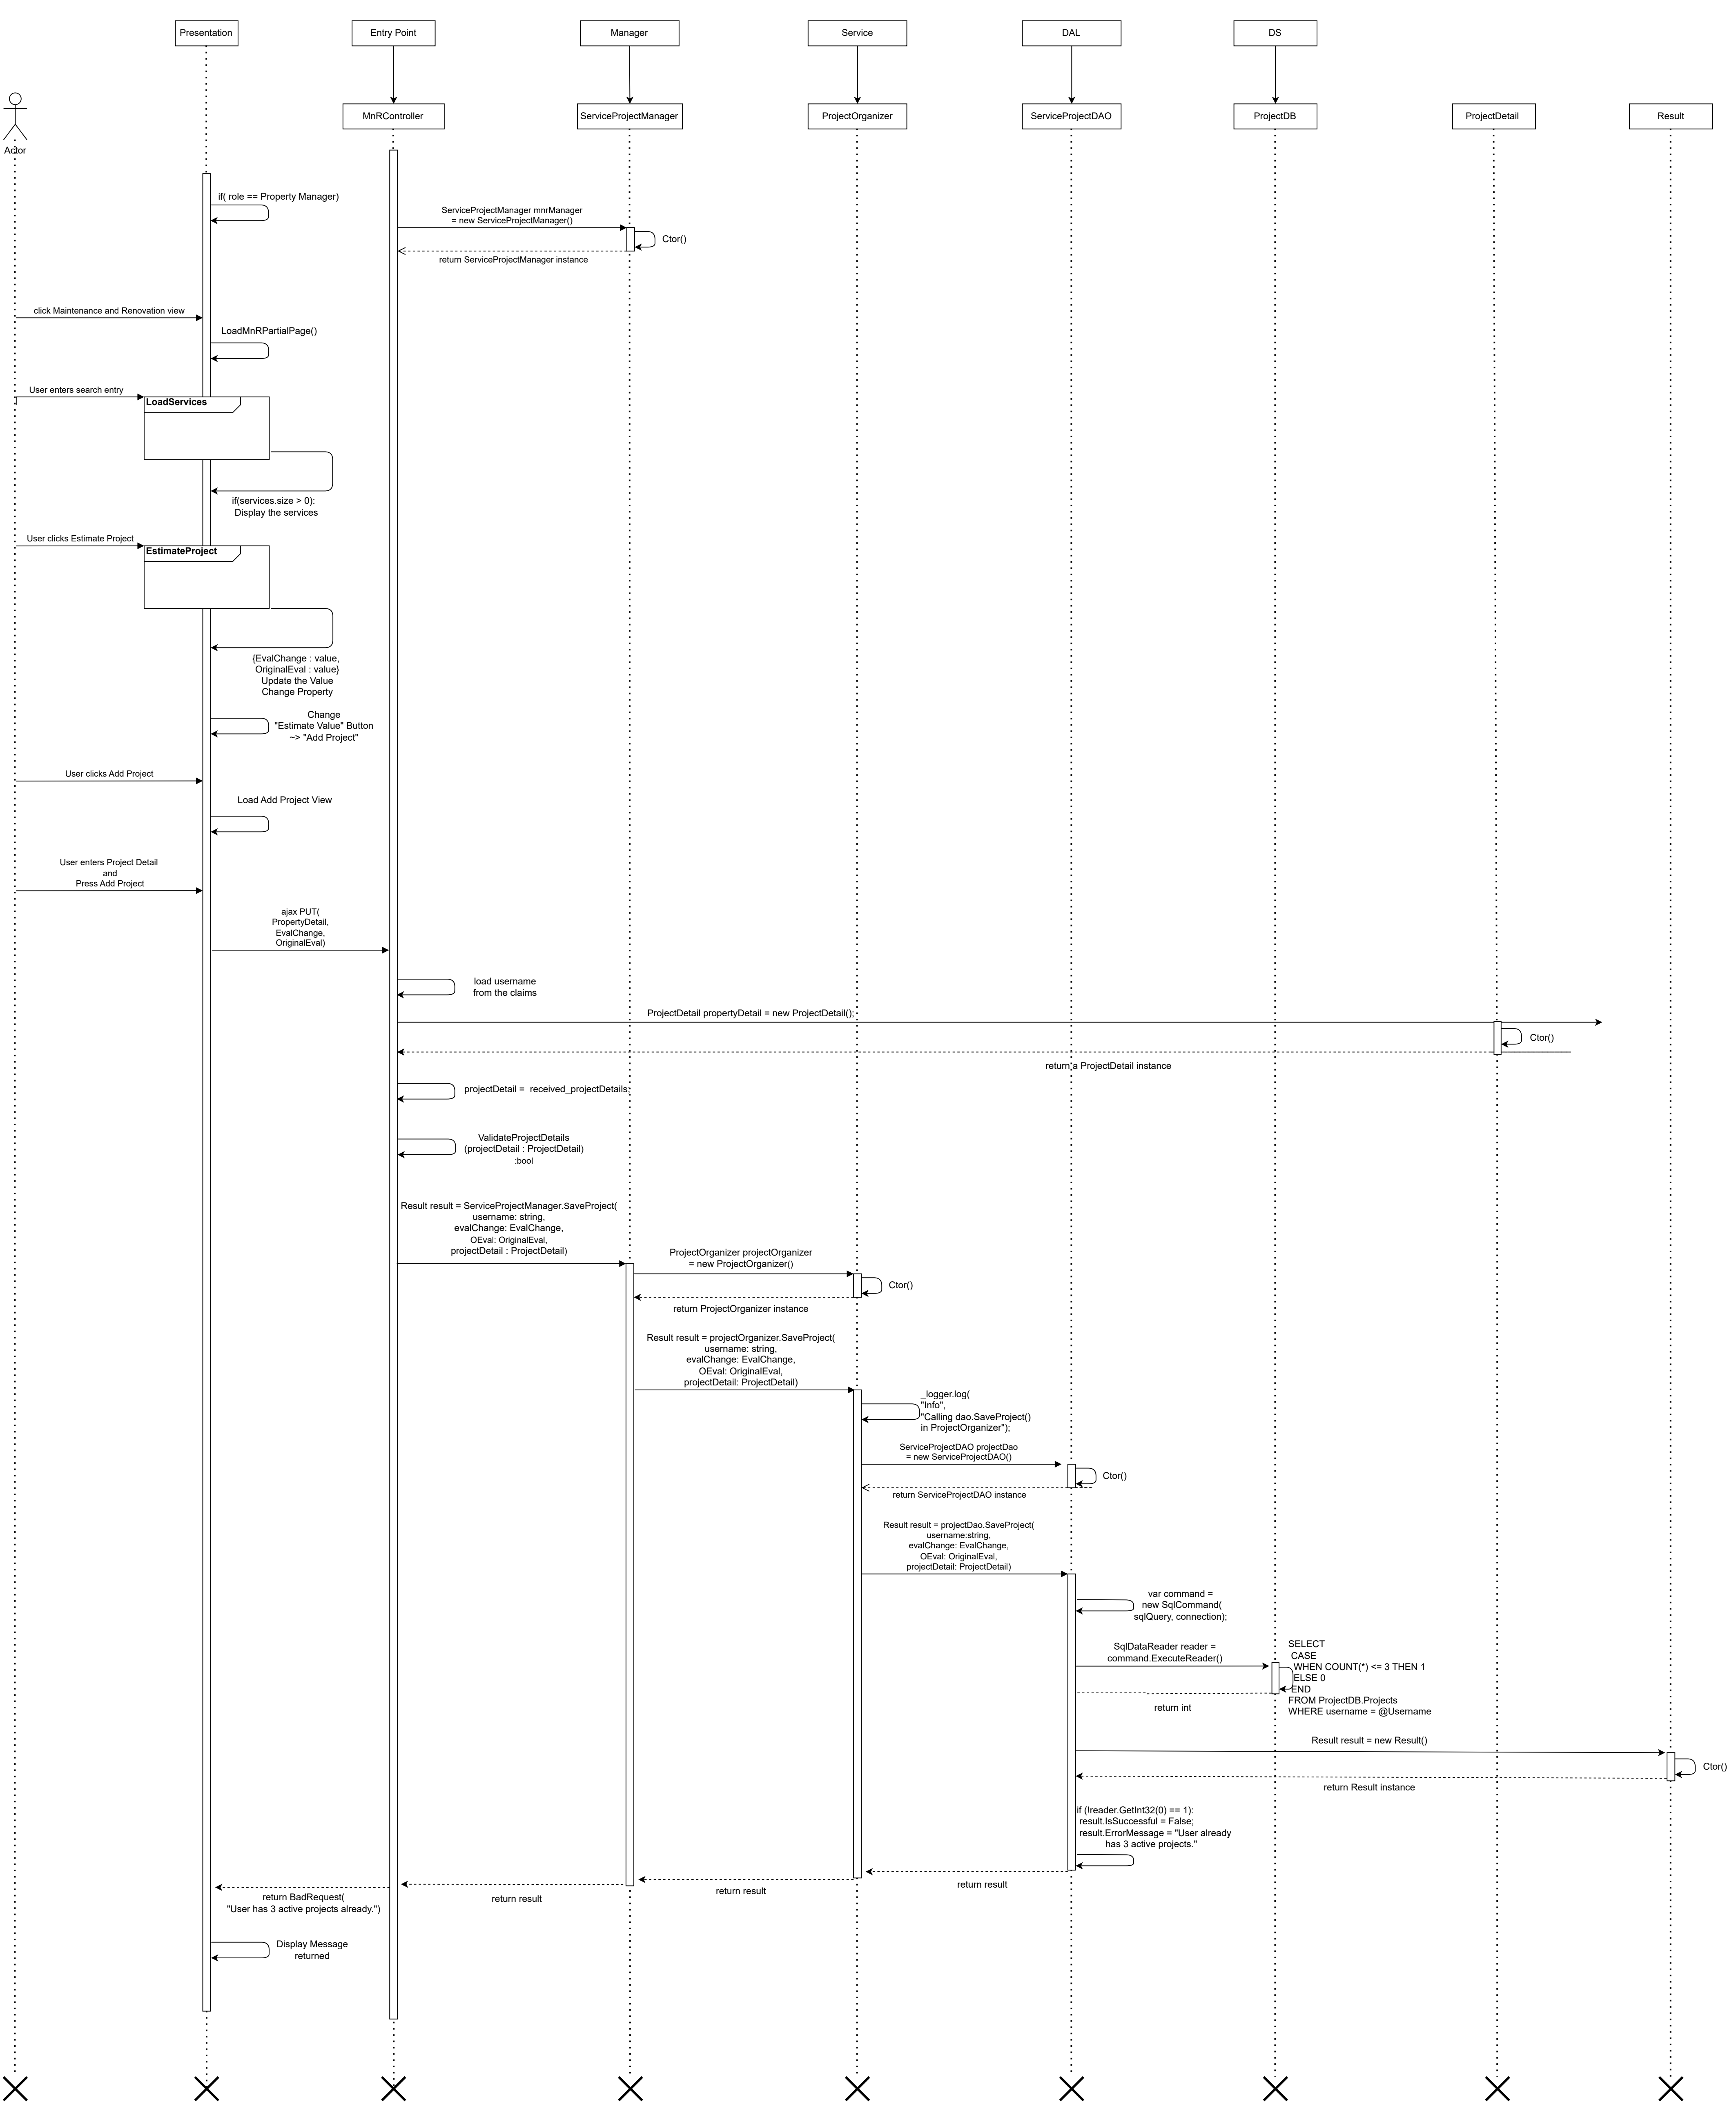 Presentation
Entry Point
Manager
Service
DAL
DS
MnRController
ServiceProjectManager
ProjectOrganizer
ServiceProjectDAO
ProjectDB
ProjectDetail
Result
Actor
if( role == Property Manager)
ServiceProjectManager mnrManager
= new ServiceProjectManager()
Ctor()
return ServiceProjectManager instance
click Maintenance and Renovation view
LoadMnRPartialPage()
User enters search entry
LoadServices
if(services.size > 0):
Display the services
User clicks Estimate Project
EstimateProject
{EvalChange : value,
OriginalEval : value}
Update the Value
Change Property
Change
"Estimate Value" Button
~> "Add Project"
User clicks Add Project
Load Add Project View
User enters Project Detail
and
Press Add Project
ajax PUT(
PropertyDetail,
EvalChange,
OriginalEval)
load username
from the claims
ProjectDetail propertyDetail = new ProjectDetail();
Ctor()
return a ProjectDetail instance
projectDetail =  received_projectDetails;
ValidateProjectDetails
(projectDetail : ProjectDetail)
:bool
Result result = ServiceProjectManager.SaveProject(
username: string,
evalChange: EvalChange,
OEval: OriginalEval,
projectDetail : ProjectDetail)
ProjectOrganizer projectOrganizer
= new ProjectOrganizer()
Ctor()
return ProjectOrganizer instance
Result result = projectOrganizer.SaveProject(
username: string,
evalChange: EvalChange,
OEval: OriginalEval,
projectDetail: ProjectDetail)
_logger.log(
"Info",
"Calling dao.SaveProject()
in ProjectOrganizer");
ServiceProjectDAO projectDao
= new ServiceProjectDAO()
Ctor()
return ServiceProjectDAO instance
Result result = projectDao.SaveProject(
username:string,
evalChange: EvalChange,
OEval: OriginalEval,
projectDetail: ProjectDetail)
var command =
new SqlCommand(
sqlQuery, connection);
SqlDataReader reader =
command.ExecuteReader()
SELECT
CASE
WHEN COUNT(*) <= 3 THEN 1
ELSE 0
END
FROM ProjectDB.Projects
WHERE username = @Username
return int
Result result = new Result()
Ctor()
return Result instance
if (!reader.GetInt32(0) == 1):
result.IsSuccessful = False;
result.ErrorMessage = "User already
has 3 active projects."
return result
return result
return result
return BadRequest(
"User has 3 active projects already.")
Display Message
returned